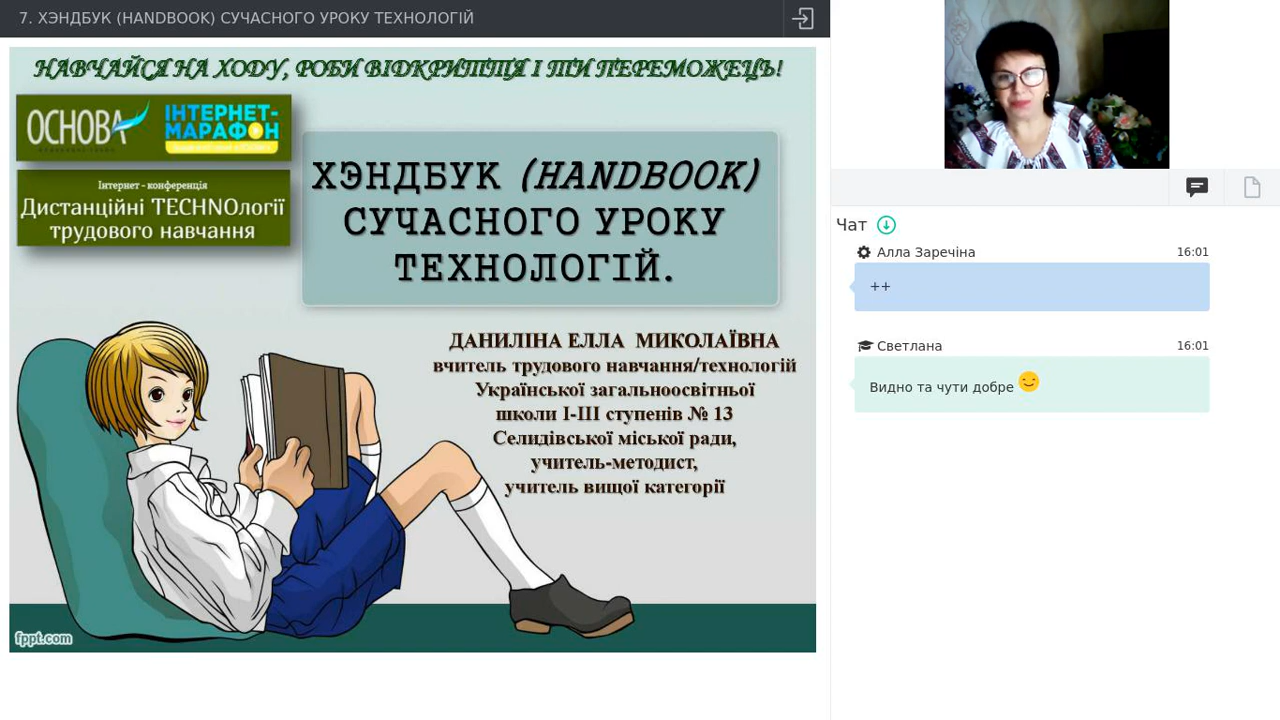 7. ХЭНДБУК (HANDBOOK) СУЧАСНОГО УРОКУ ТЕХНОЛОГІЙ
НАВЧАЙСЯ НА ХОДУ, РОБИ ВІДКРИТТЯ І ТИ ПЕРЕМОЖЕЦЬ!
ОСНОВА
ІНТЕРНЕТ-
МАРАФОН
Інтернет - конференція
Дистанційні TECHNOлогії
трудового навчання
ХЭНДБУК (HANDBOOK)
СУЧАСНОГО УРОКУ
ТЕХНОЛОГІЙ.
ДАНИЛІНА ЕЛЛА МИКОЛАЇВНА
вчитель трудового навчання/технологій
Української загальноосвітньої
школи І-ІІІ ступенів № 13
Селидівської міської ради,
учитель-методист,
учитель вищої категорії
fppt.com
Чат
Алла Заречіна 16:01
++
Светлана 16:01
Видно та чути добре